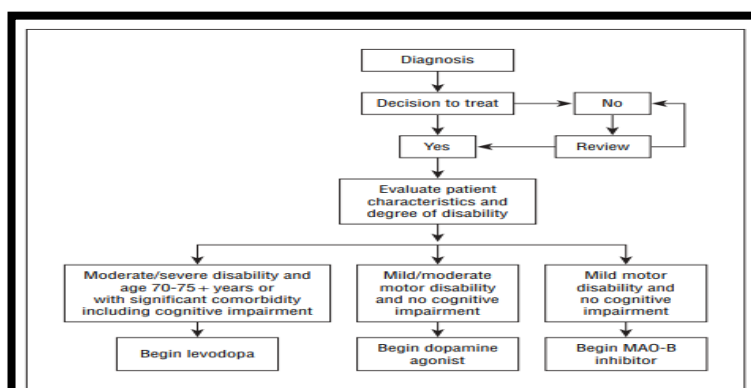 Diagnosis
Decision to treat
No
Yes
Review
Evaluate patient
characteristics and
degree of disability
Moderate/severe disability and
age 70-75+ years or
with significant comorbidity
including cognitive impairment
Mild/moderate
motor disability
and no cognitive
impairment
Mild motor
disability and
no cognitive
impairment
Begin levodopa
Begin dopamine
agonist
Begin MAO-B
inhibitor